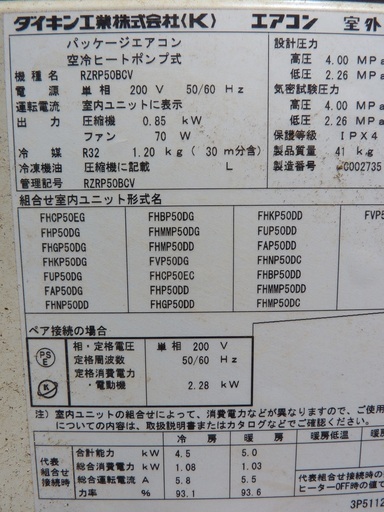 ダイキン工業株式会社〈K〉 エアコン 室外
パッケージエアコン
空冷ヒートポンプ式
機種名 RZRP50BCV
電源 単相 200 V 50/60 Hz
運転電流 室内ユニットに表示
出力 圧縮機 0.85 kW
ファン 70 W
冷媒 R32 1.20 kg ( 30 m分含)
冷凍機油 圧縮機に記載 L
管理記号 RZRP50BCV
設計圧力
高圧 4.00 MPa
低圧 2.26 MPa
気密試験圧力
高圧 4.00 MPa
低圧 2.26 MPa
保護等級 IPX4
製品質量 41 kg
製造番号 C002735
組合せ室内ユニット形式名
FHCP50EG FHBP50DG FHKP50DD FVP5
FHP50DG FHMMP50DG FUP50DD
FHGP50DG FHMP50DD FAP50DD
FHKP50DG FVP50DG FHNP50DC
FUP50DG FHCP50EC FHBP50DD
FAP50DG FHP50DD FHMMP50DD
FHNP50DD FHGP50DD FHMP50DC
ペア接続の場合
相・定格電圧 単相 200 V
定格周波数 50/60 Hz
定格消費電力
・電動機 2.28 kW
PS
E
注) 室内ユニットの組合せによって、消費電力などが異なりますので、ご使
については内容は、取扱説明書またはカタログなどでご確認ください。
冷房 暖房 暖房低温 暖房
代表組合せ接続時
合計能力 kW 4.5 5.0
総合消費電力 kW 1.08 1.03
総合運転電流 A 5.8 5.5
力率 % 93.1 93.6
代表組合せ接続時の
ヒーターOFF時の値で
3P5112